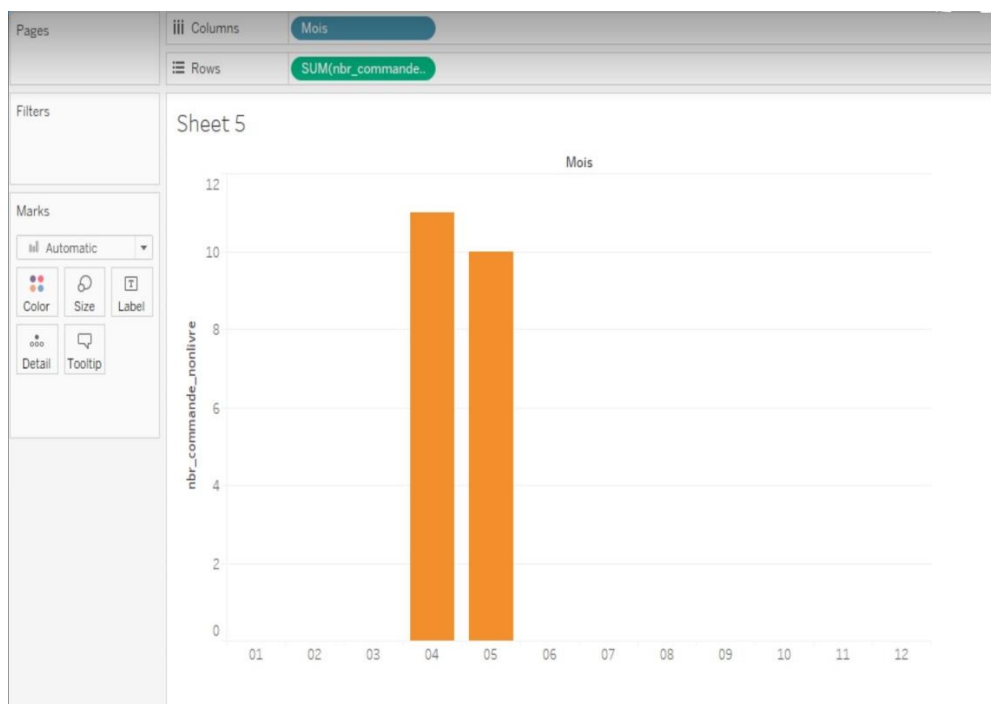 Pages
Columns
Mois
Rows
SUM(nbr_commande..
Filters
Marks
Automatic
Color
Size
Label
Detail
Tooltip
Sheet 5
Mois
nbr_commande_nonlivre
12
10
8
6
4
2
0
01 02 03 04 05 06 07 08 09 10 11 12